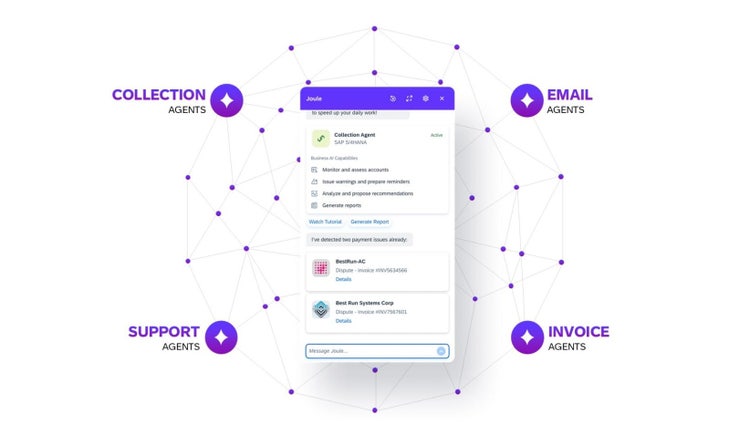 COLLECTION
AGENTS
EMAIL
AGENTS
Joule
to speed up your daily work!
Collection Agent
Active
SAP S/4HANA
Business AI Capabilities
Monitor and assess accounts
Issue warnings and prepare reminders
Analyze and propose recommendations
Generate reports
Watch Tutorial
Generate Report
I've detected two payment issues already:
BestRun-AC
Dispute - Invoice #INV5634566
Details
Best Run Systems Corp
Dispute - Invoice #INV7987601
Details
SUPPORT
AGENTS
INVOICE
AGENTS
Message Joule...